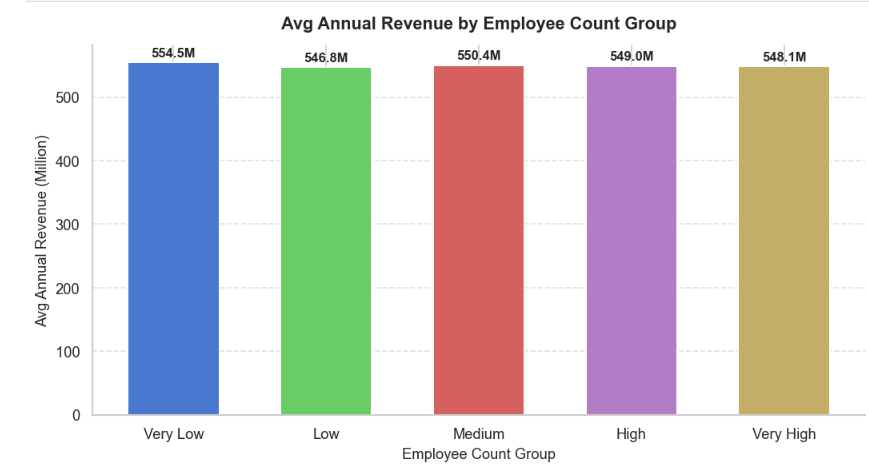 Avg Annual Revenue by Employee Count Group
554.5M 546.8M 550.4M 549.0M 548.1M
500
400
300
200
100
0
Avg Annual Revenue (Million)
Very Low Low Medium High Very High
Employee Count Group